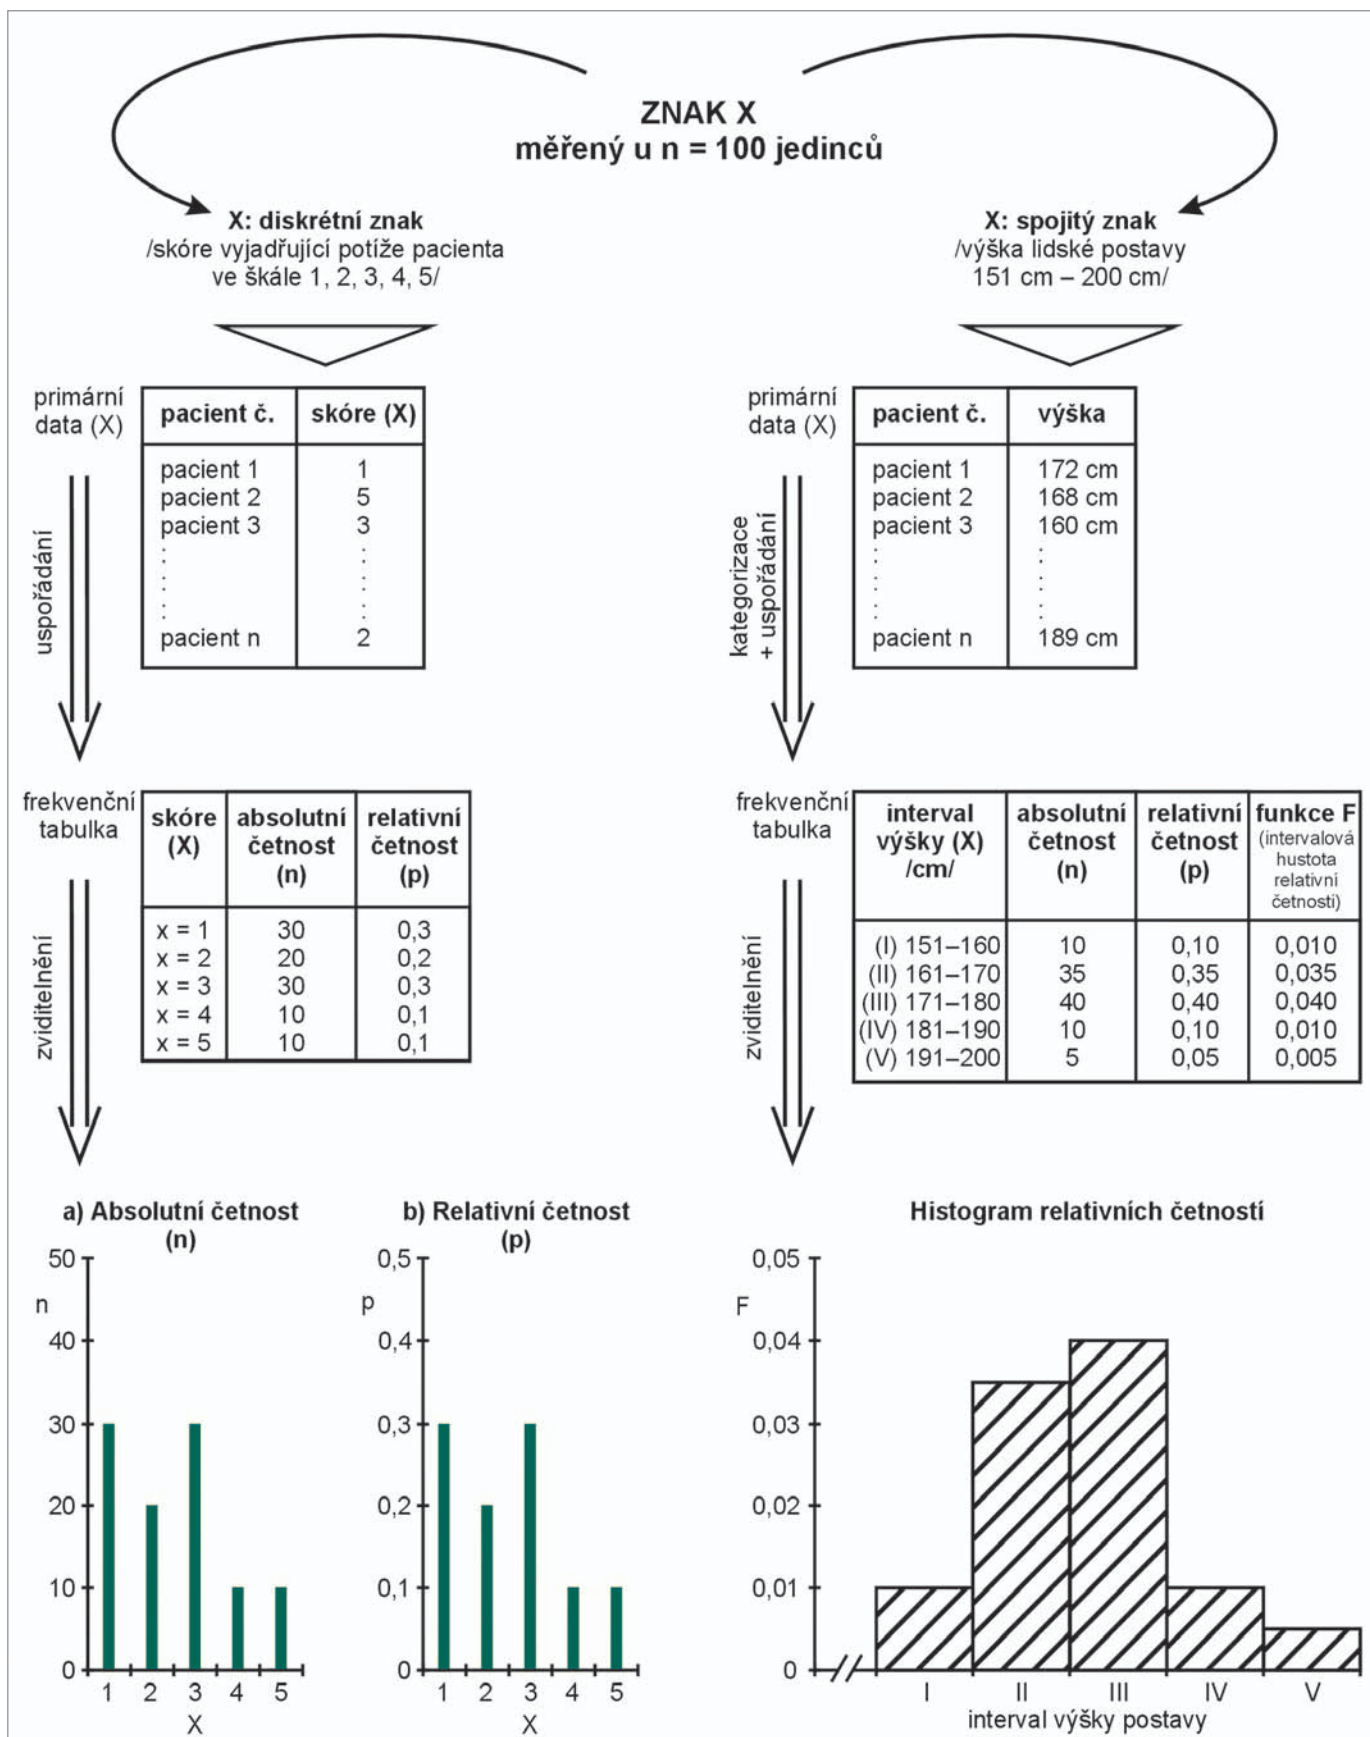 ZNAK X
měřený u n = 100 jedinců
X: diskrétní znak
/skóre vyjadřující potíže pacienta
ve škále 1, 2, 3, 4, 5/
X: spojitý znak
/výška lidské postavy
151 cm – 200 cm/
primární
data (X)
uspořádání
pacient č. skóre (X)
pacient 1 1
pacient 2 5
pacient 3 3
. .
. .
. .
. .
. .
. .
pacient n 2
primární
data (X)
kategorizace
+ uspořádání
pacient č. výška
pacient 1 172 cm
pacient 2 168 cm
pacient 3 160 cm
. .
. .
. .
. .
. .
. .
pacient n 189 cm
frekvenční
tabulka
zviditelnění
skóre absolutní relativní
(X) četnost četnost
(n) (p)
x = 1 30 0,3
x = 2 20 0,2
x = 3 30 0,3
x = 4 10 0,1
x = 5 10 0,1
frekvenční
tabulka
zviditelnění
interval absolutní relativní funkce F
výšky (X) četnost četnost (intervalová
/cm/ (n) (p) hustota
relativní
četnosti)
(I) 151–160 10 0,10 0,010
(II) 161–170 35 0,35 0,035
(III) 171–180 40 0,40 0,040
(IV) 181–190 10 0,10 0,010
(V) 191–200 5 0,05 0,005
a) Absolutní četnost
(n)
50
n
40
30
20
10
0
1 2 3 4 5
X
b) Relativní četnost
(p)
0,5
p
0,4
0,3
0,2
0,1
0
1 2 3 4 5
X
Histogram relativních četností
0,05
F
0,04
0,03
0,02
0,01
0
I II III IV V
interval výšky postavy